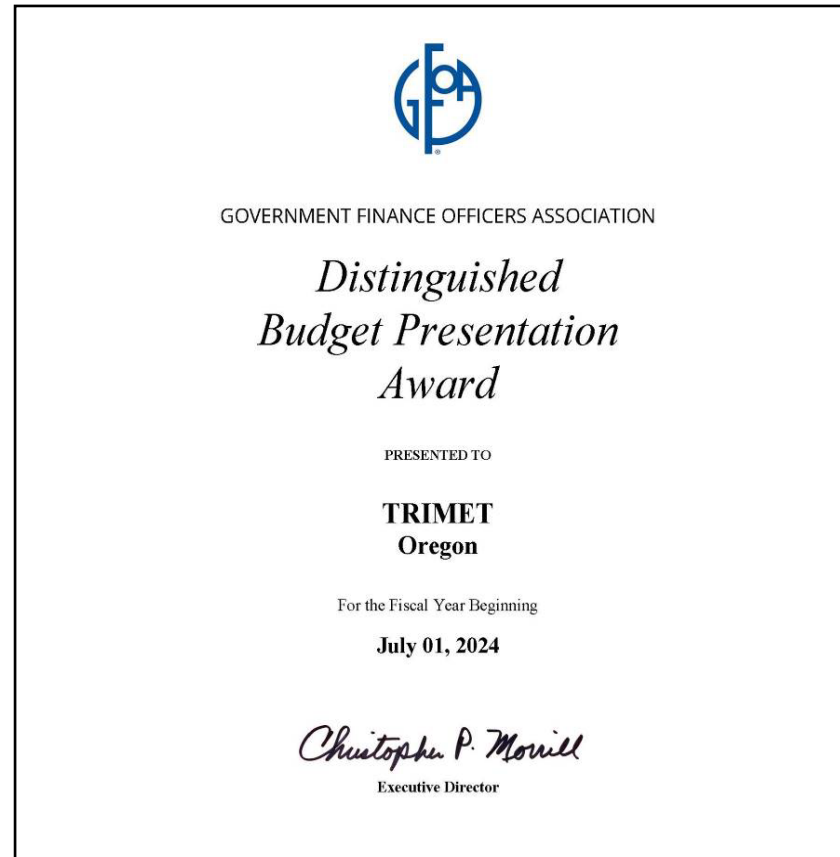 GFOA
GOVERNMENT FINANCE OFFICERS ASSOCIATION
Distinguished
Budget Presentation
Award
PRESENTED TO
TRIMET
Oregon
For the Fiscal Year Beginning
July 01, 2024
Christopher P. Morrill
Executive Director